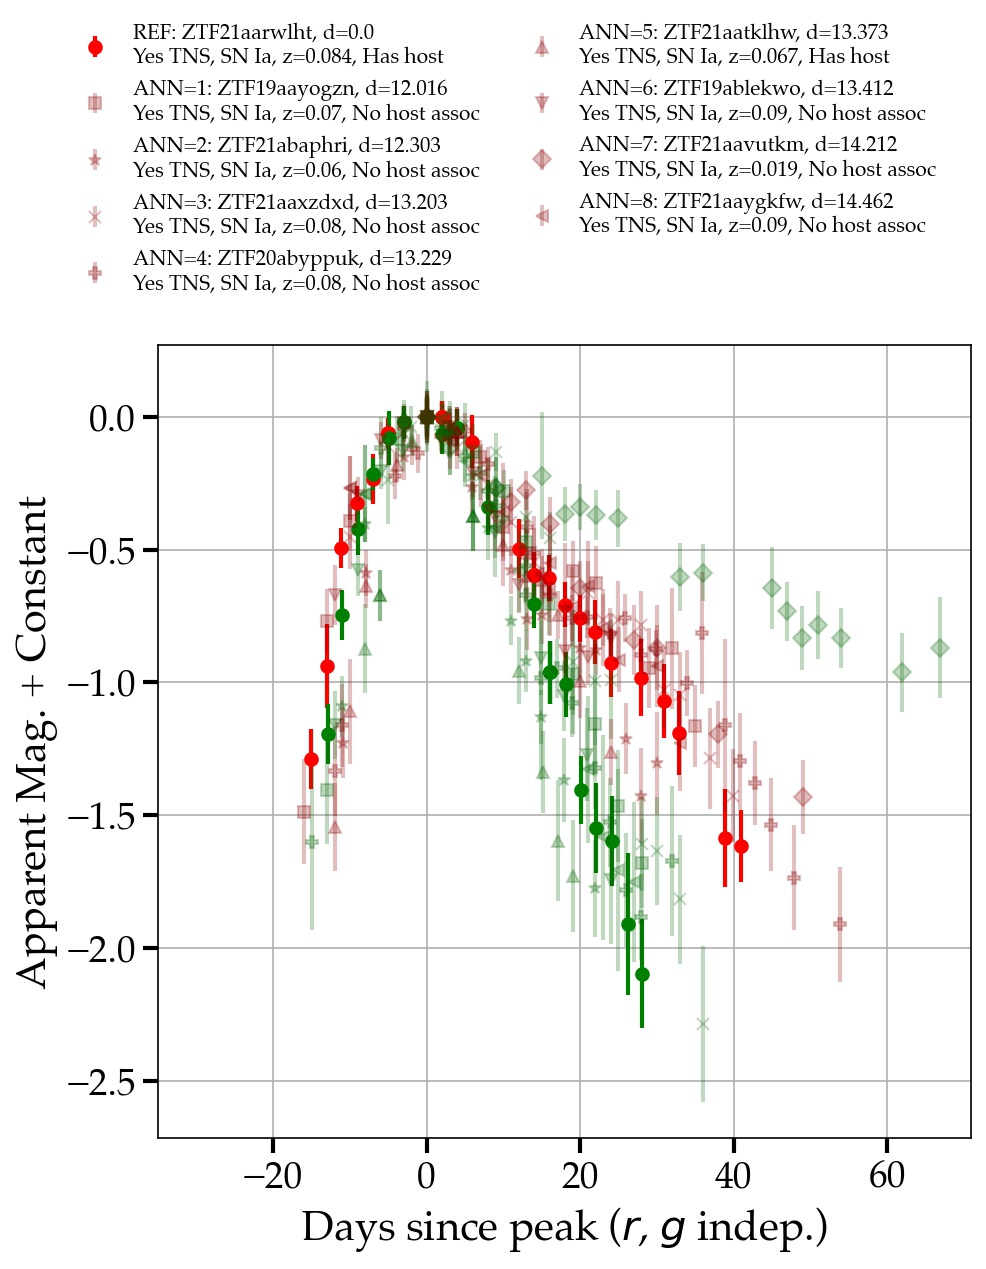 REF: ZTF21aarwlht, d=0.0
Yes TNS, SN Ia, z=0.084, Has host
ANN=1: ZTF19aayogzn, d=12.016
Yes TNS, SN Ia, z=0.07, No host assoc
ANN=2: ZTF21abaphri, d=12.303
Yes TNS, SN Ia, z=0.06, No host assoc
ANN=3: ZTF21aaxzdxd, d=13.203
Yes TNS, SN Ia, z=0.08, No host assoc
ANN=4: ZTF20abyppuk, d=13.229
Yes TNS, SN Ia, z=0.08, No host assoc
ANN=5: ZTF21aatklhw, d=13.373
Yes TNS, SN Ia, z=0.067, Has host
ANN=6: ZTF19ablekwo, d=13.412
Yes TNS, SN Ia, z=0.09, No host assoc
ANN=7: ZTF21aavutkm, d=14.212
Yes TNS, SN Ia, z=0.019, No host assoc
ANN=8: ZTF21aaygkfw, d=14.462
Yes TNS, SN Ia, z=0.09, No host assoc
Apparent Mag. + Constant
0.0
−0.5
−1.0
−1.5
−2.0
−2.5
−20
0
20
40
60
Days since peak (r, g indep.)